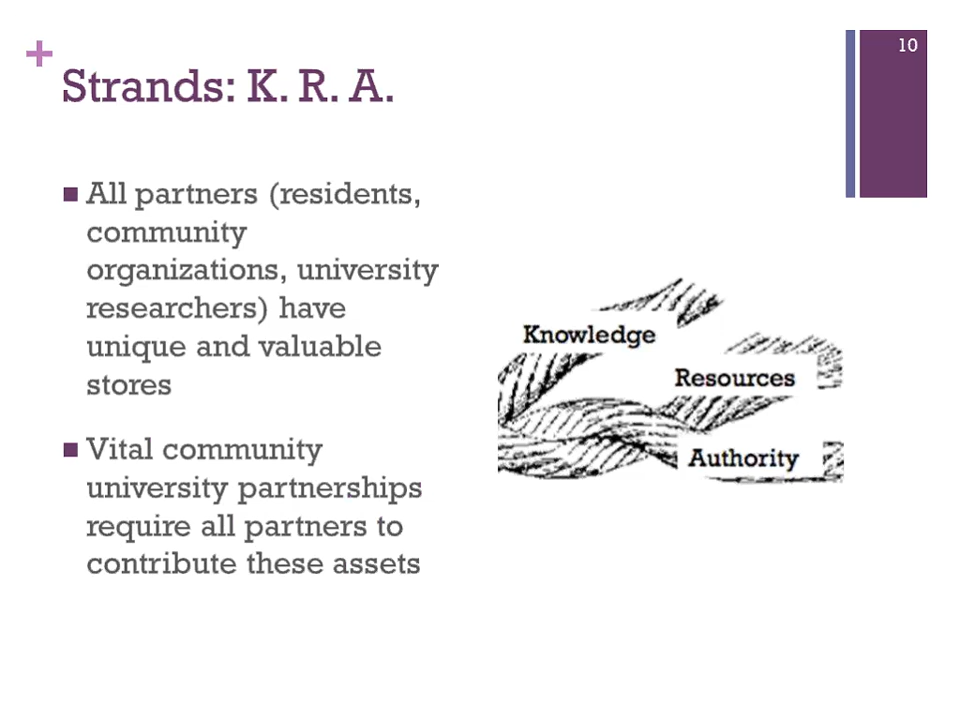 10
+
Strands: K. R. A.
All partners (residents,
community
organizations, university
researchers) have
unique and valuable
stores
Vital community
university partnerships
require all partners to
contribute these assets
Knowledge
Resources
Authority